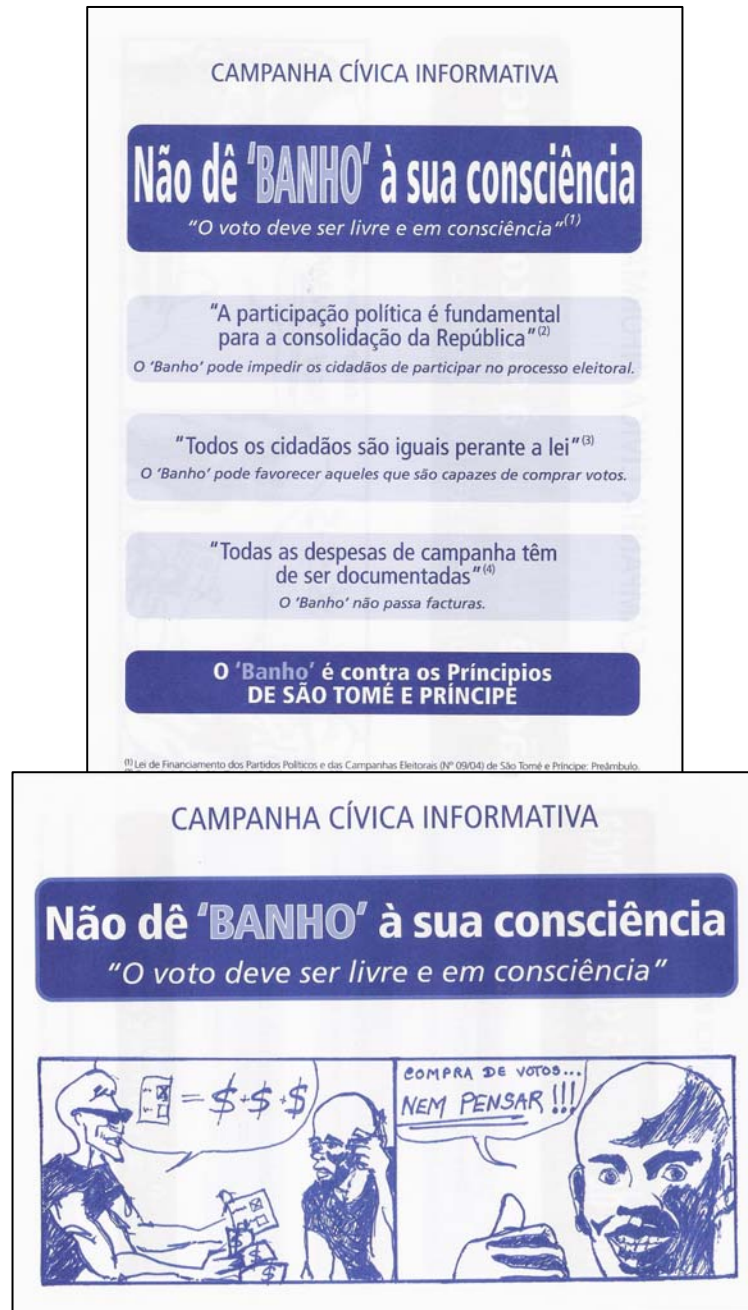 CAMPANHA CÍVICA INFORMATIVA
Não dê 'BANHO' à sua consciência
"O voto deve ser livre e em consciência"(1)
"A participação política é fundamental
para a consolidação da República"(2)
O 'Banho' pode impedir os cidadãos de participar no processo eleitoral.
"Todos os cidadãos são iguais perante a lei"(3)
O 'Banho' pode favorecer aqueles que são capazes de comprar votos.
"Todas as despesas de campanha têm
de ser documentadas"(4)
O 'Banho' não passa facturas.
O 'Banho' é contra os Príncipios
DE SÃO TOMÉ E PRÍNCIPE
(1) Lei de Financiamento dos Partidos Políticos e das Campanhas Eleitorais (Nº 09/04) de São Tomé e Príncipe: Preâmbulo.
CAMPANHA CÍVICA INFORMATIVA
Não dê 'BANHO' à sua consciência
"O voto deve ser livre e em consciência"
= $ + $ + $
COMPRA DE VOTOS...
NEM PENSAR !!!